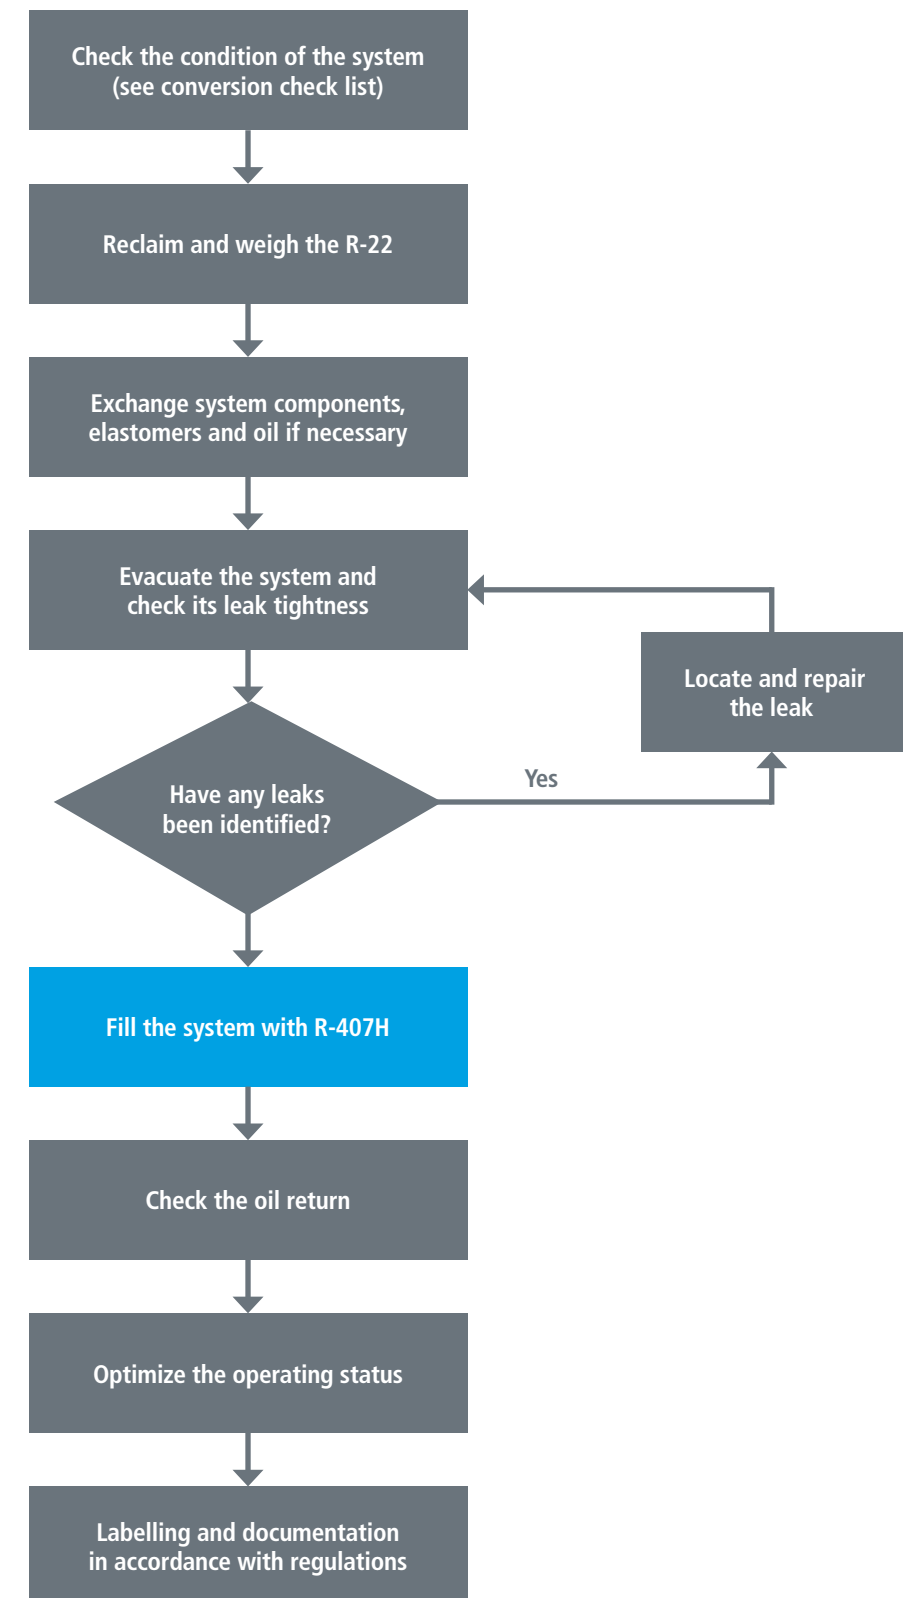 Check the condition of the system
(see conversion check list)
Reclaim and weigh the R-22
Exchange system components,
elastomers and oil if necessary
Evacuate the system and
check its leak tightness
Locate and repair
the leak
Have any leaks
been identified?
Yes
Fill the system with R-407H
Check the oil return
Optimize the operating status
Labelling and documentation
in accordance with regulations